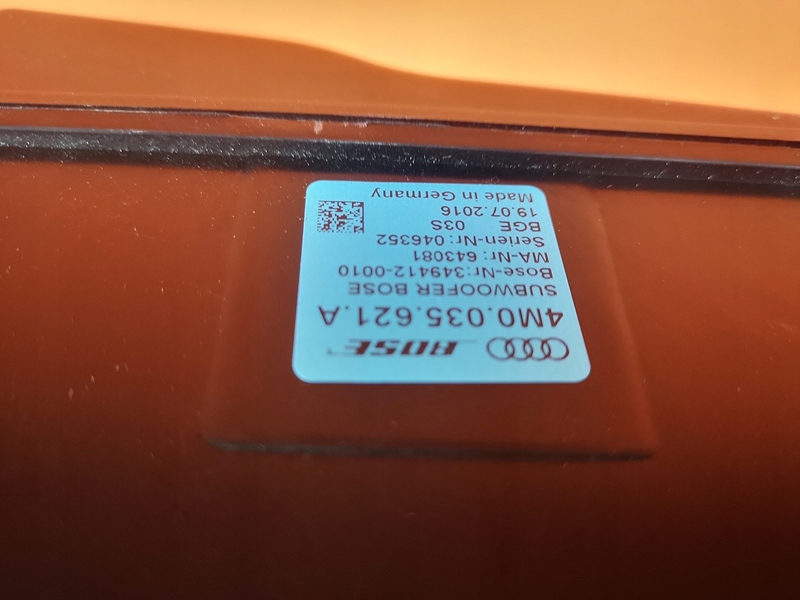 BOSE
4M0.035.621.A
SUBWOOFER BOSE
Bose-Nr:349412-0010
MA-Nr: 643081
Serien-Nr: 046352
BGE 03S
19.07.2016
Made in Germany